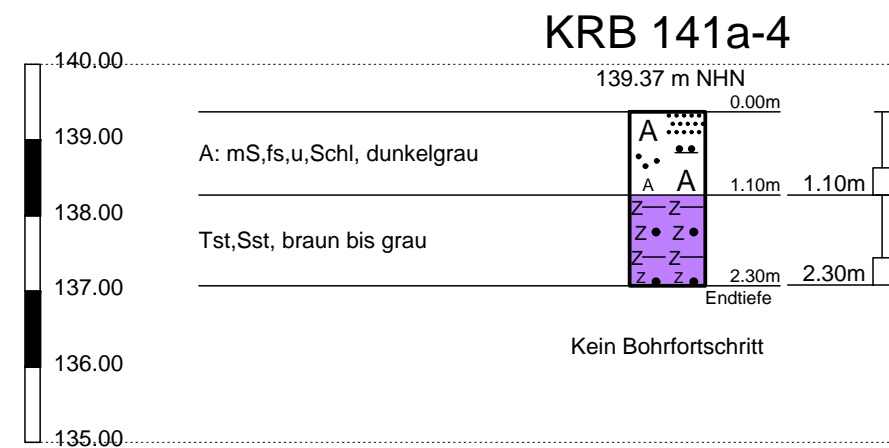 KRB 141a-4
140.00
139.37 m NHN
0.00m
139.00
A: mS,fs,u,Schl, dunkelgrau
A
A A
1.10m 1.10m
138.00
Z Z
Tst,Sst, braun bis grau
Z Z
Z Z
Z Z
2.30m 2.30m
137.00
Endtiefe
Kein Bohrfortschritt
136.00
135.00